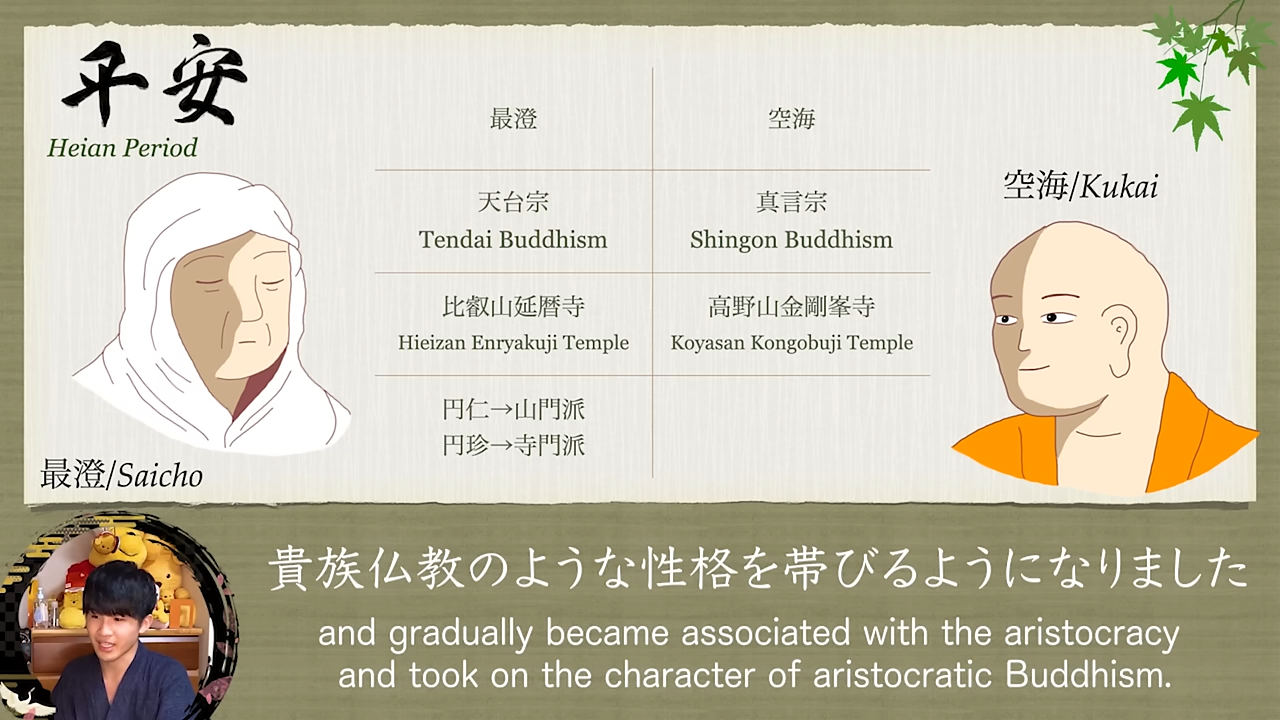 平安
Heian Period
最澄
空海
天台宗
Tendai Buddhism
真言宗
Shingon Buddhism
比叡山延暦寺
Hieizan Enryakuji Temple
高野山金剛峯寺
Koyasan Kongobuji Temple
円仁→山門派
円珍→寺門派
最澄/Saicho
空海/Kukai
貴族仏教のような性格を帯びるようになりました
and gradually became associated with the aristocracy
and took on the character of aristocratic Buddhism.